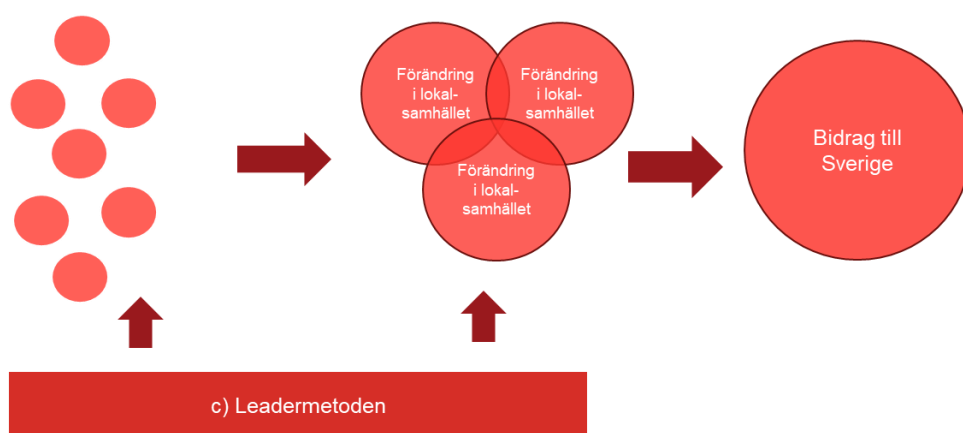 Förändring
i lokal-
samhället
Förändring
i lokal-
samhället
Förändring
i lokal-
samhället
Bidrag till
Sverige
c) Leadermetoden